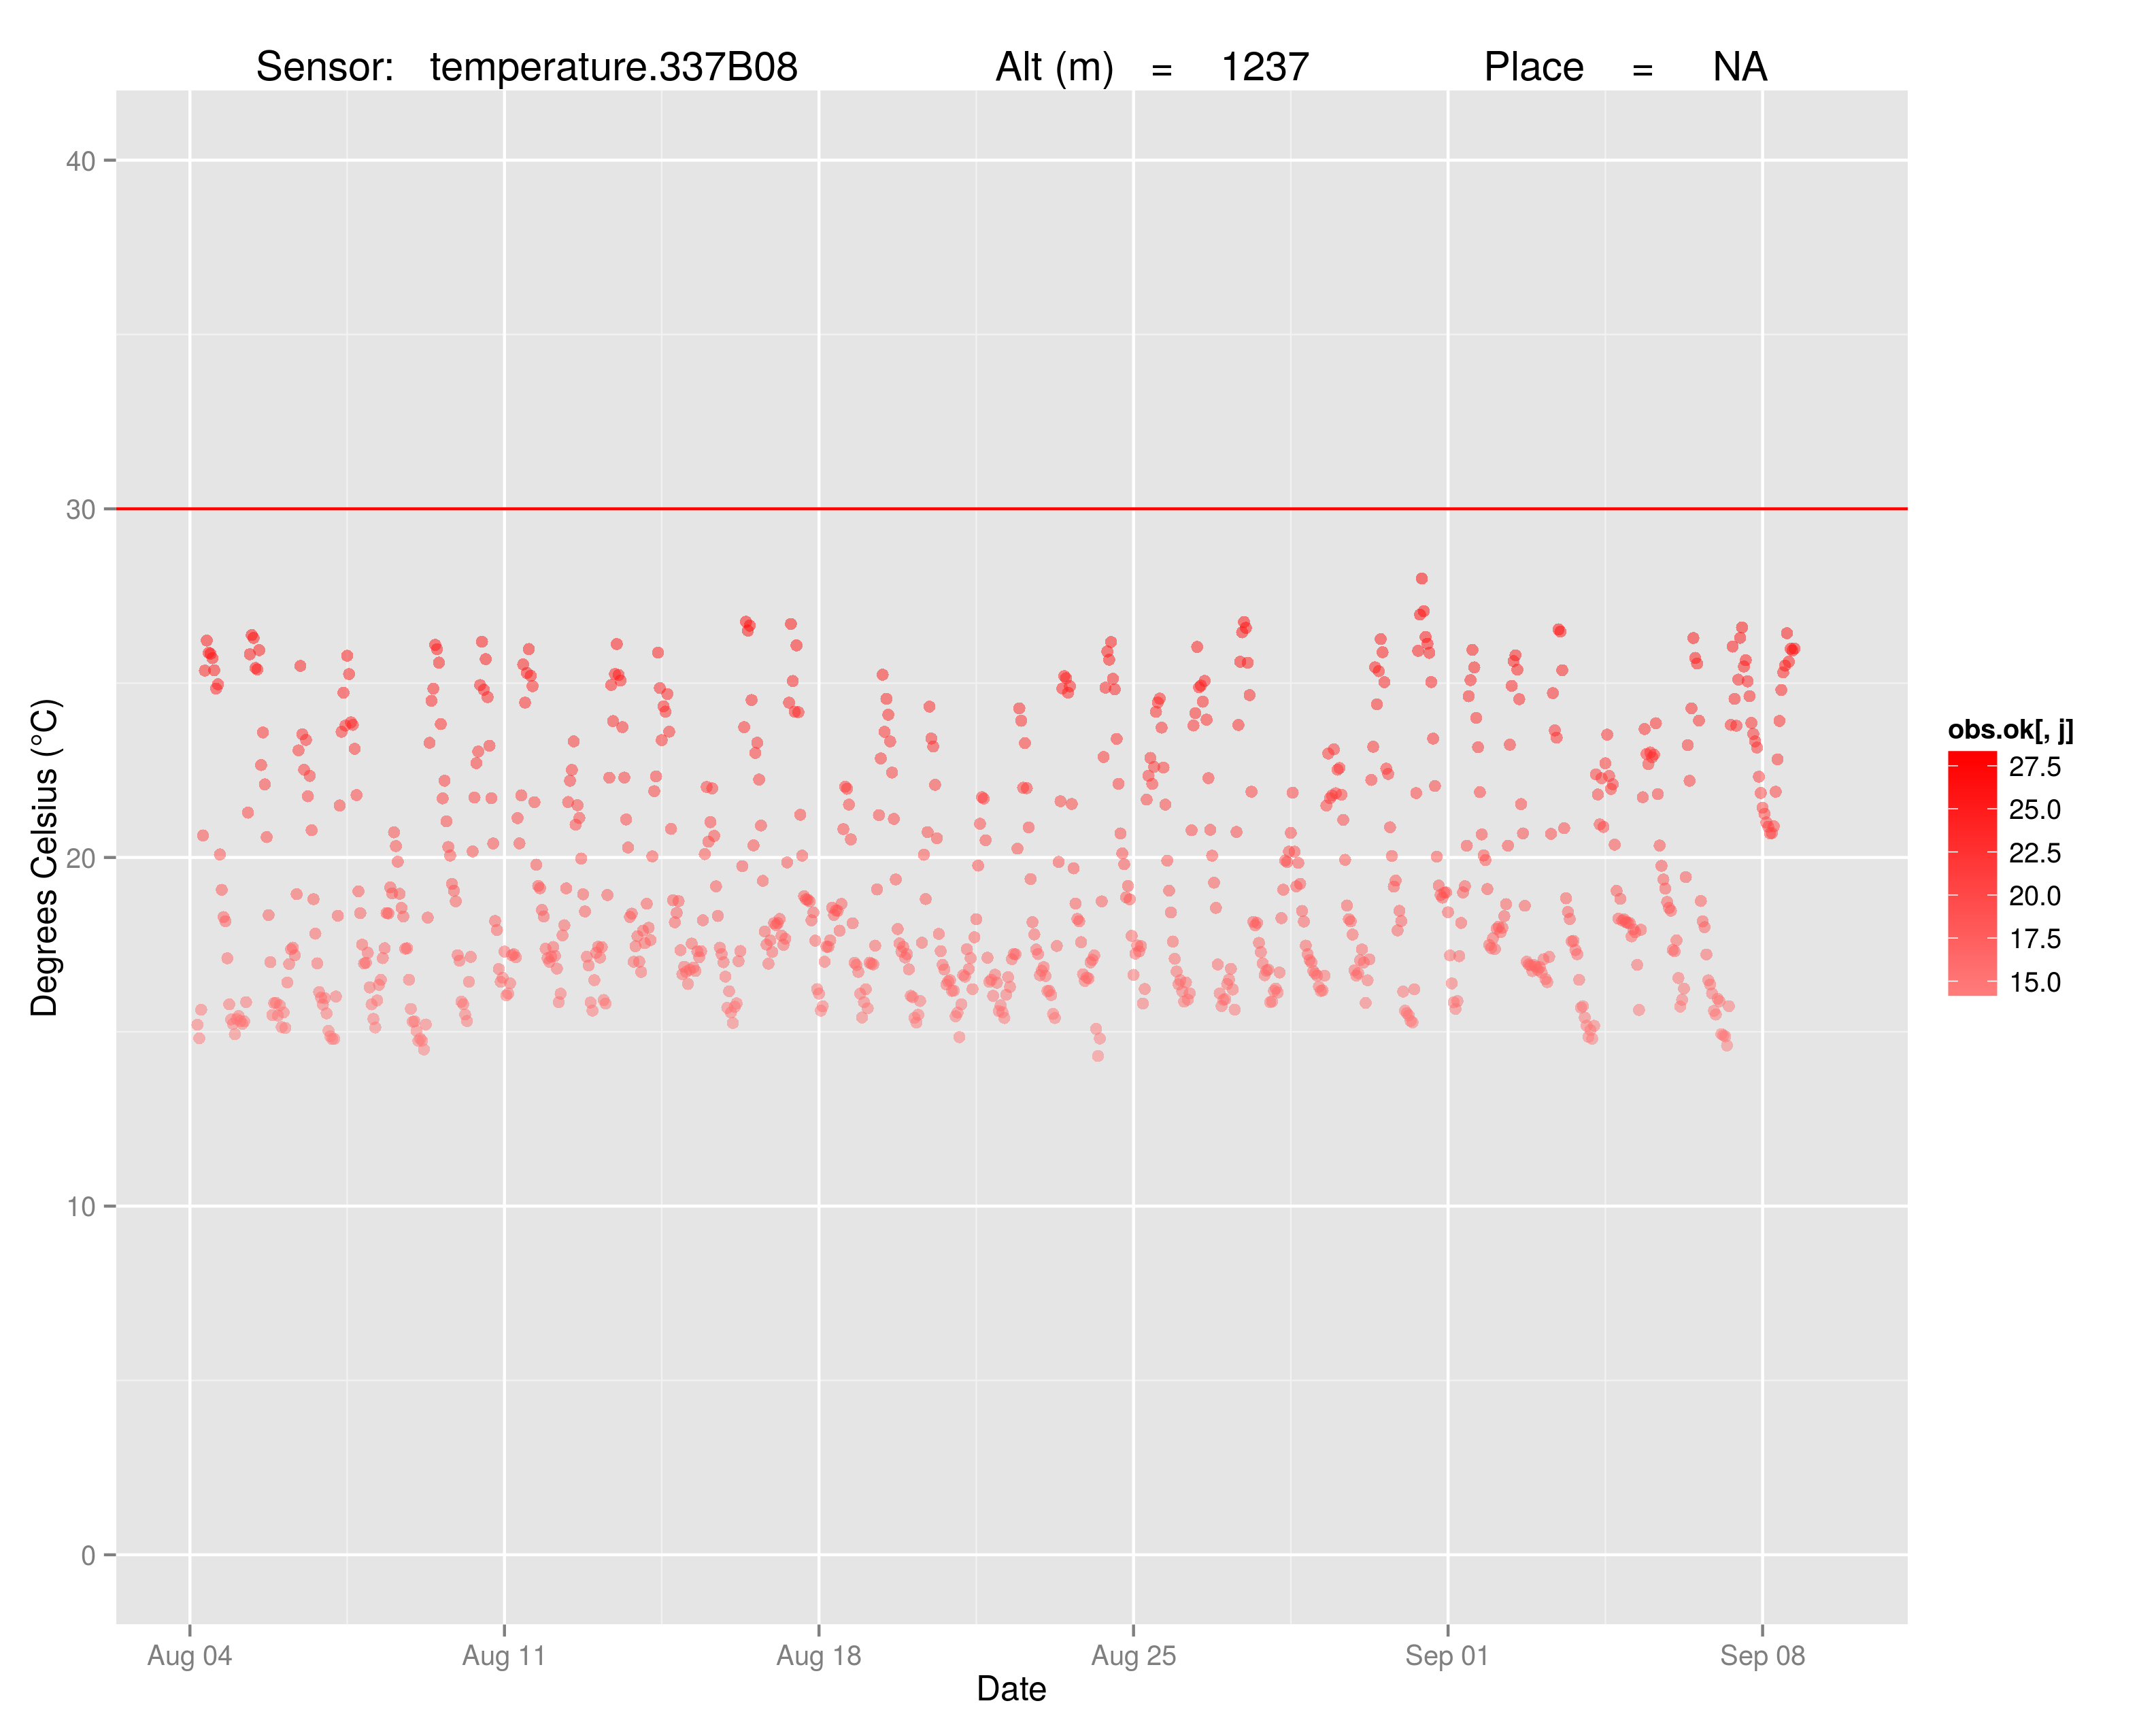 Sensor: temperature.337B08 Alt (m) = 1237 Place = NA
40
30
20
10
0
Degrees Celsius (°C)
Aug 04 Aug 11 Aug 18 Aug 25 Sep 01 Sep 08
Date
obs.ok[, j]
27.5
25.0
22.5
20.0
17.5
15.0